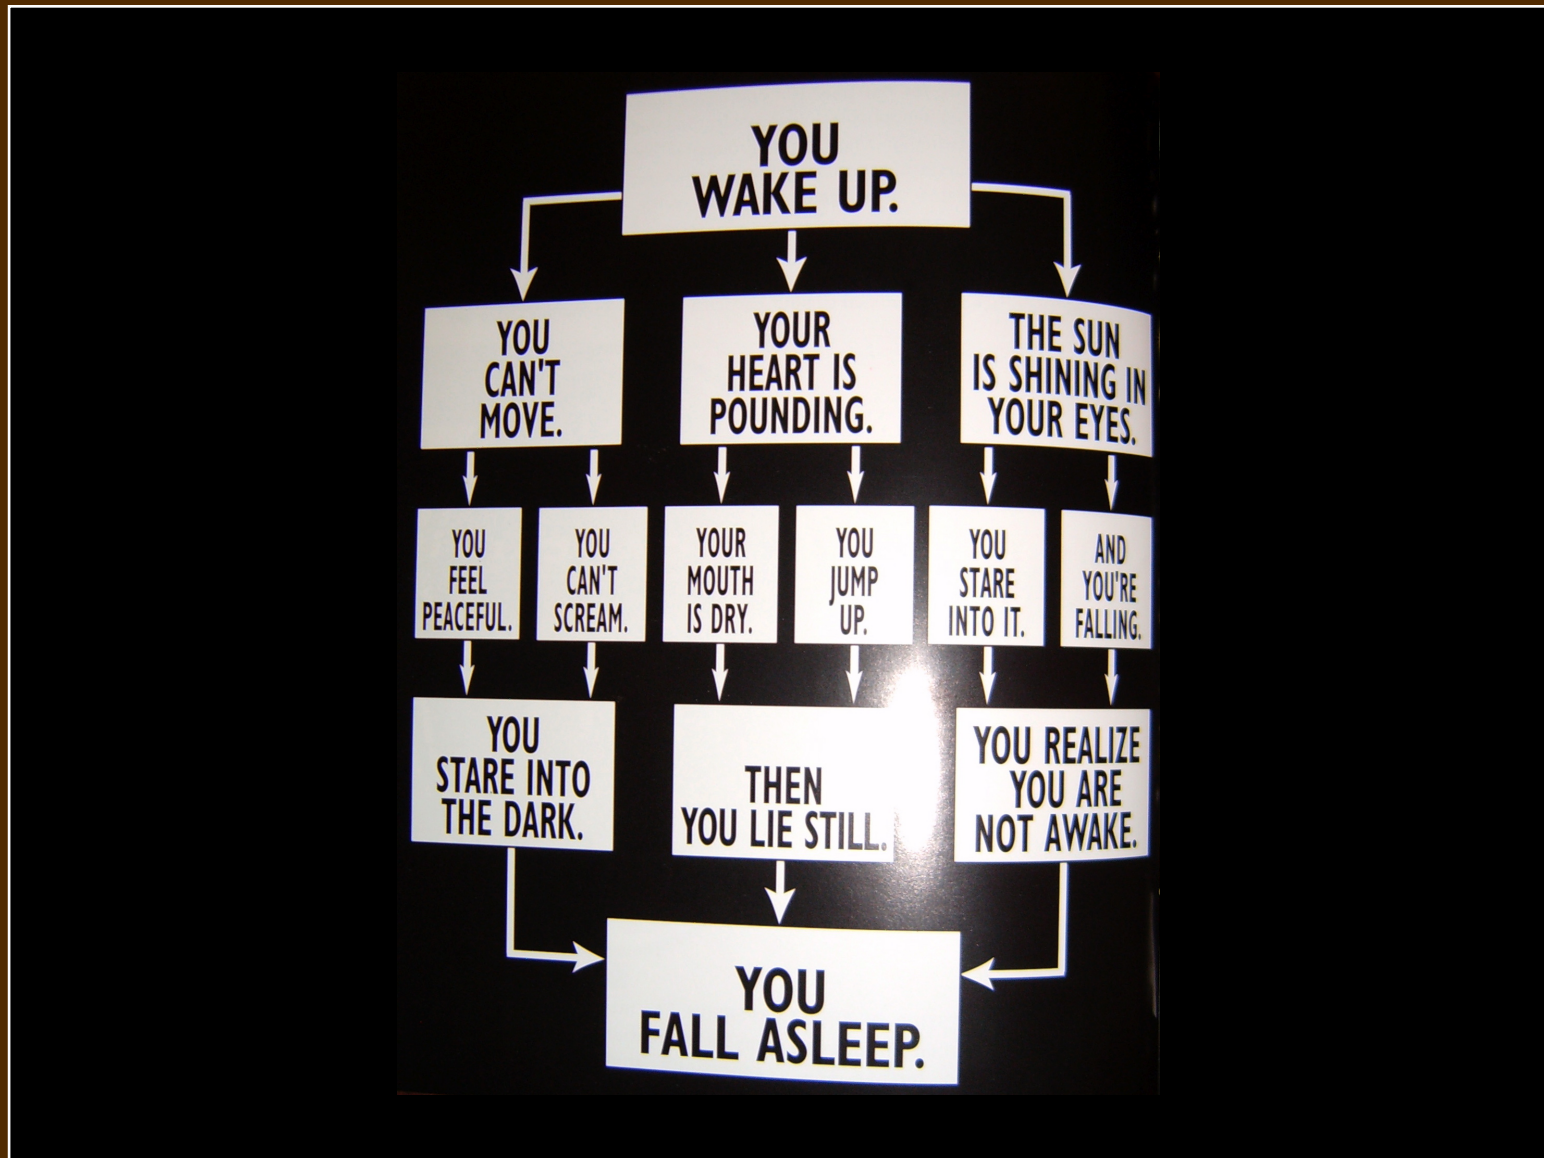 YOU
WAKE UP.
YOU
CAN'T
MOVE.
YOUR
HEART IS
POUNDING.
THE SUN
IS SHINING IN
YOUR EYES.
YOU
FEEL
PEACEFUL.
YOU
CAN'T
SCREAM.
YOUR
MOUTH
IS DRY.
YOU
JUMP
UP.
YOU
STARE
INTO IT.
AND
YOU'RE
FALLING.
YOU
STARE INTO
THE DARK.
THEN
YOU LIE STILL.
YOU REALIZE
YOU ARE
NOT AWAKE.
YOU
FALL ASLEEP.